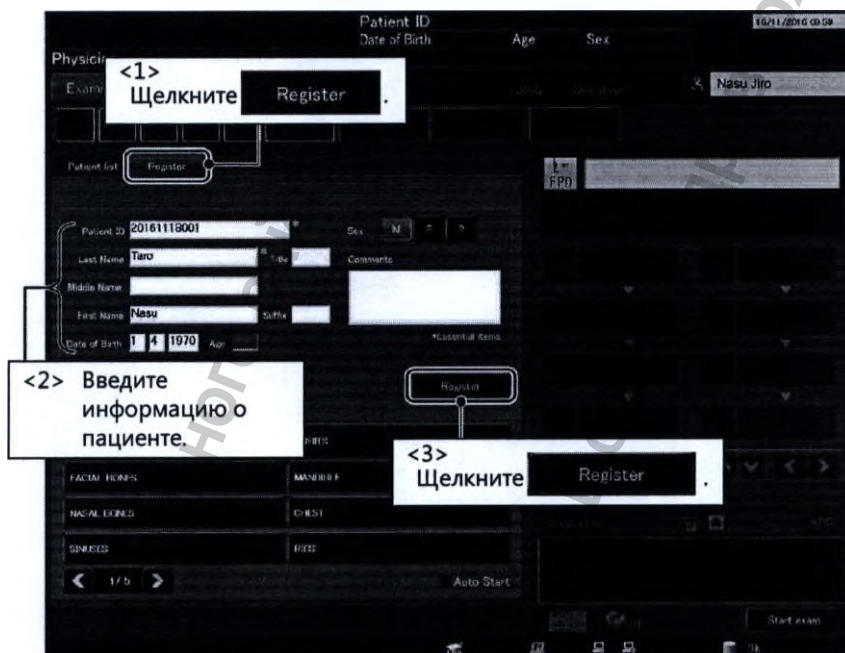 Patient ID
16/11/2016 09:58
Date of Birth Age Sex
<1>
Щелкните Register .
Nasu Jiro
Patient list Register
FPD
Patient ID 20161118001 * Sex M F ?
Last Name Taro * Title Comments
Middle Name
First Name Nasu Suffix
Date of Birth 1 4 1970 Age *Essential items
<2> Введите
информацию о
пациенте.
Register
<3>
Щелкните Register .
FACIAL BONES MANDIBLE
NASAL BONES CHEST
SINUSES RIBS
1/5 Auto Start
Start exam